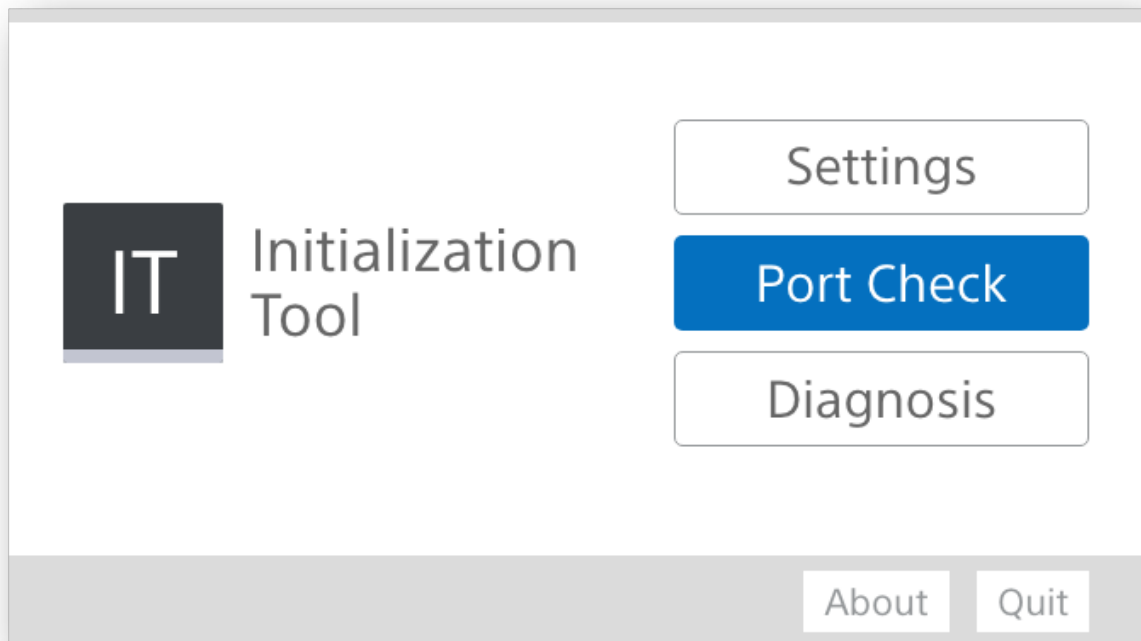 IT
Initialization
Tool
Settings
Port Check
Diagnosis
About
Quit